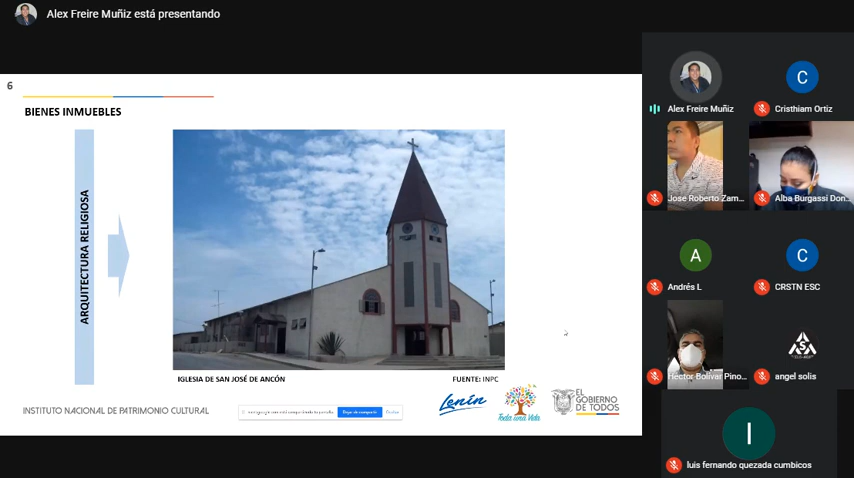 Alex Freire Muñiz está presentando
6
BIENES INMUEBLES
ARQUITECTURA RELIGIOSA
IGLESIA DE SAN JOSÉ DE ANCÓN
FUENTE: INPC
INSTITUTO NACIONAL DE PATRIMONIO CULTURAL
Dejar de compartir
Ocultar
Lenín
Toda una Vida
EL
GOBIERNO
DE TODOS
Alex Freire Muñiz
C
Cristhiam Ortiz
Jose Roberto Zam...
Alba Burgassi Don...
A
Andrés L
C
CRSTN ESC
Héctor Bolívar Pino...
angel solis
l
luis fernando quezada cumbicos